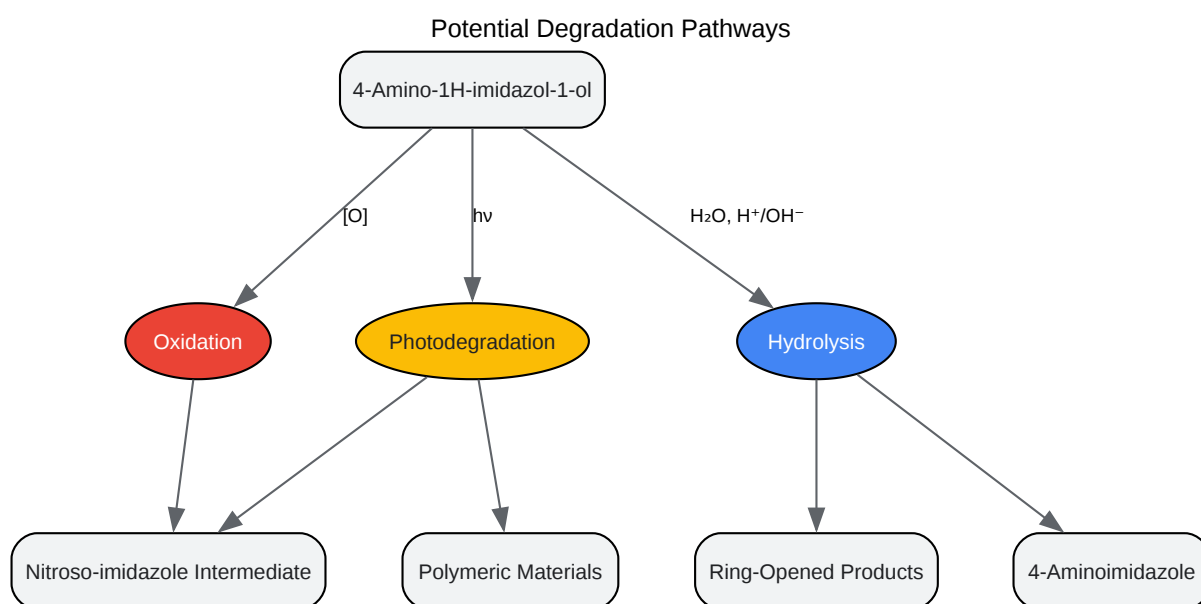 Potential Degradation Pathways
4-Amino-1H-imidazol-1-ol
[O]
hν
H₂O, H⁺/OH⁻
Oxidation
Photodegradation
Hydrolysis
Nitroso-imidazole Intermediate
Polymeric Materials
Ring-Opened Products
4-Aminoimidazole